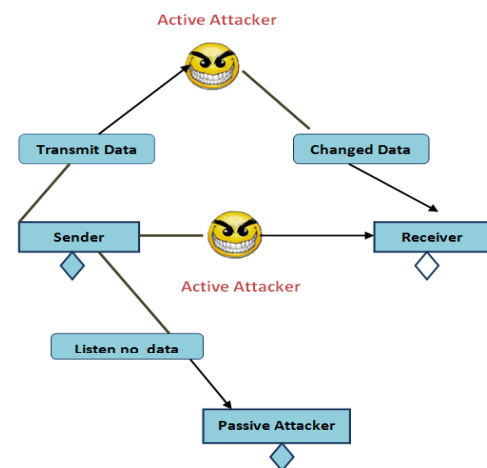 Active Attacker
Transmit Data
Changed Data
Sender
Receiver
Active Attacker
Listen no data
Passive Attacker